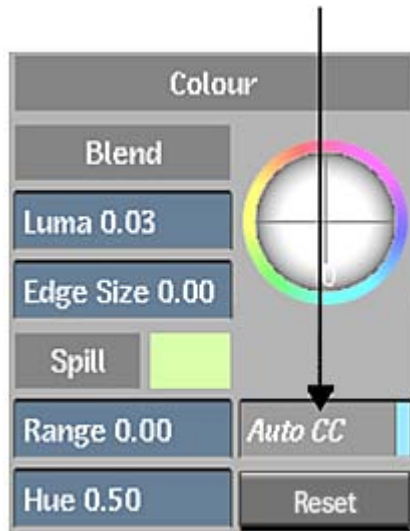 Colour
Blend
Luma 0.03
Edge Size 0.00
0
Spill
Range 0.00
Auto CC
Hue 0.50
Reset